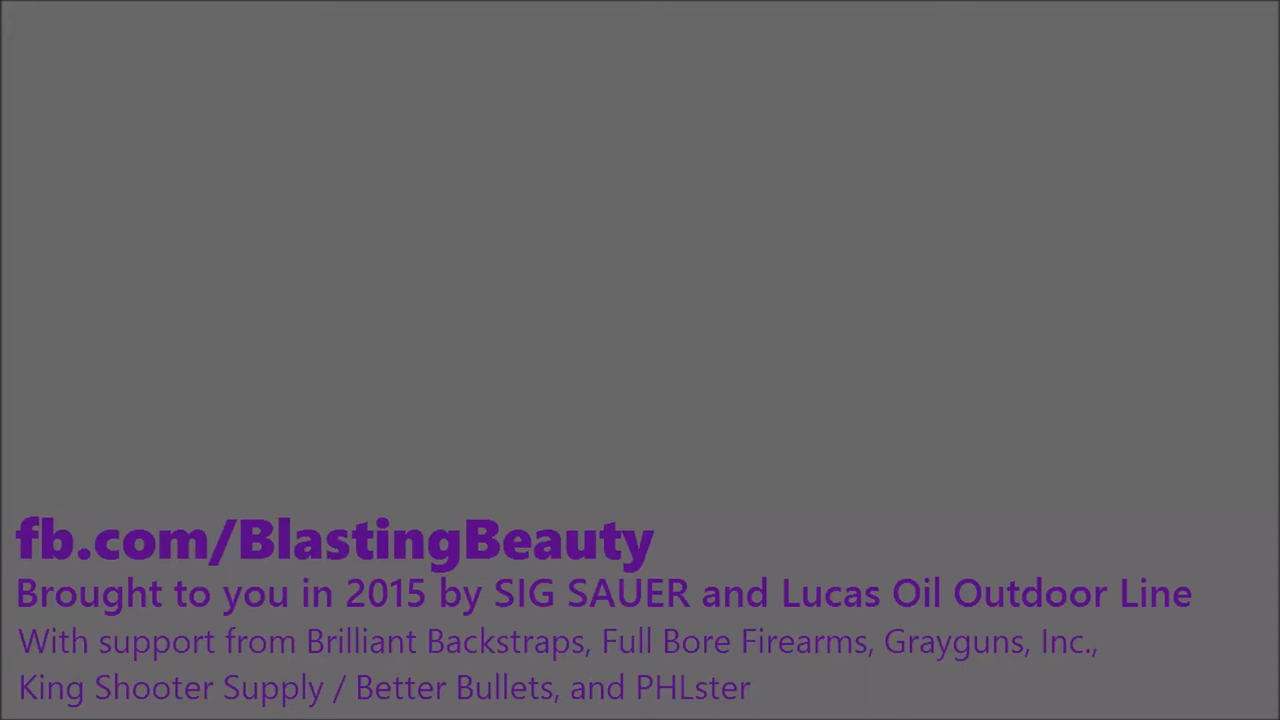 fb.com/BlastingBeauty
Brought to you in 2015 by SIG SAUER and Lucas Oil Outdoor Line
With support from Brilliant Backstraps, Full Bore Firearms, Grayguns, Inc.,
King Shooter Supply / Better Bullets, and PHLster